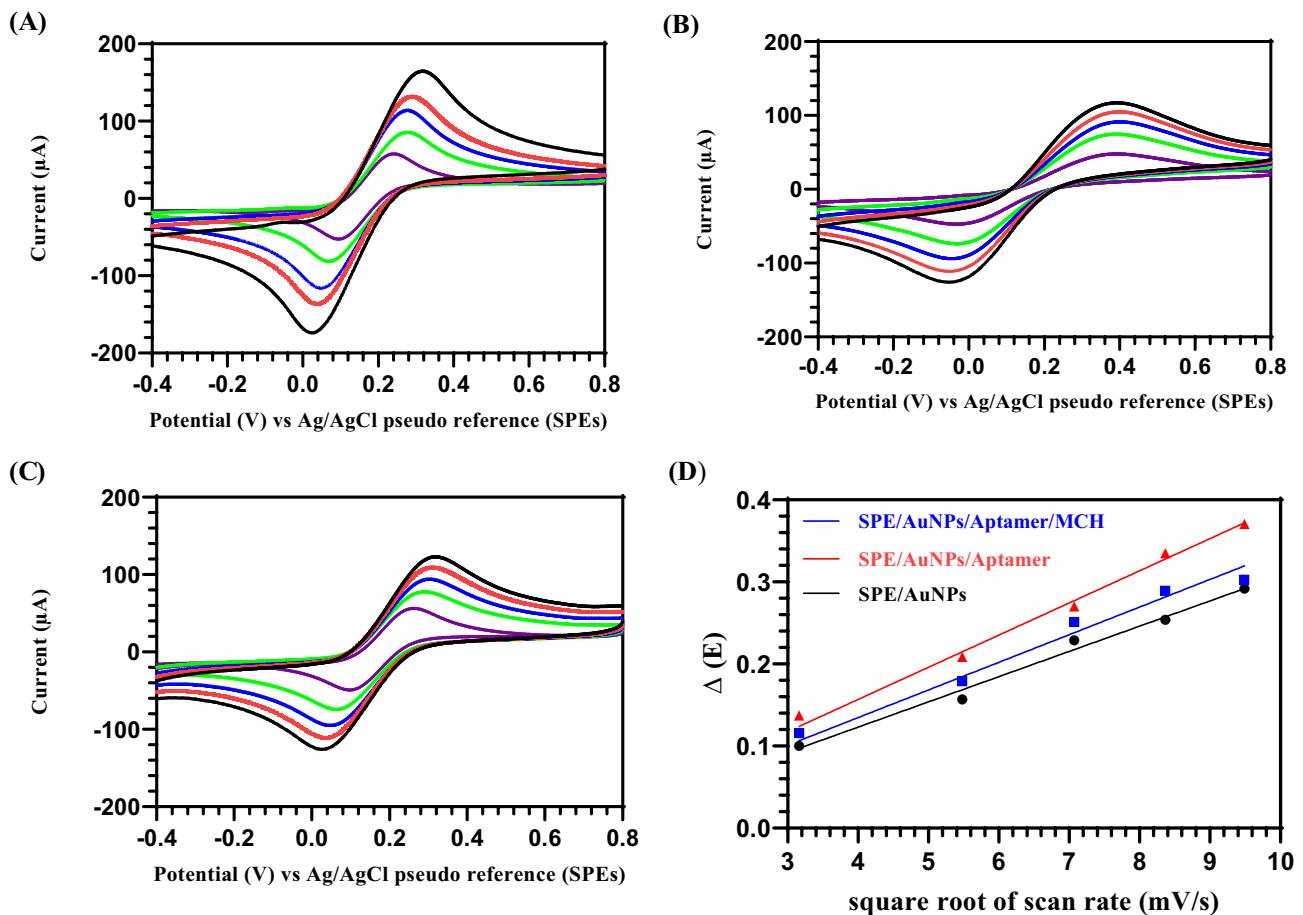 (A)
200
100
0
-100
-200
Current (µA)
-0.4 -0.2 0.0 0.2 0.4 0.6 0.8
Potential (V) vs Ag/AgCl pseudo reference (SPEs)
(B)
200
100
0
-100
-200
Current (µA)
-0.4 -0.2 0.0 0.2 0.4 0.6 0.8
Potential (V) vs Ag/AgCl pseudo reference (SPEs)
(C)
200
100
0
-100
-200
Current (µA)
-0.4 -0.2 0.0 0.2 0.4 0.6 0.8
Potential (V) vs Ag/AgCl pseudo reference (SPEs)
(D)
0.4
0.3
0.2
0.1
0.0
Δ (E)
SPE/AuNPs/Aptamer/MCH
SPE/AuNPs/Aptamer
SPE/AuNPs
3 4 5 6 7 8 9 10
square root of scan rate (mV/s)